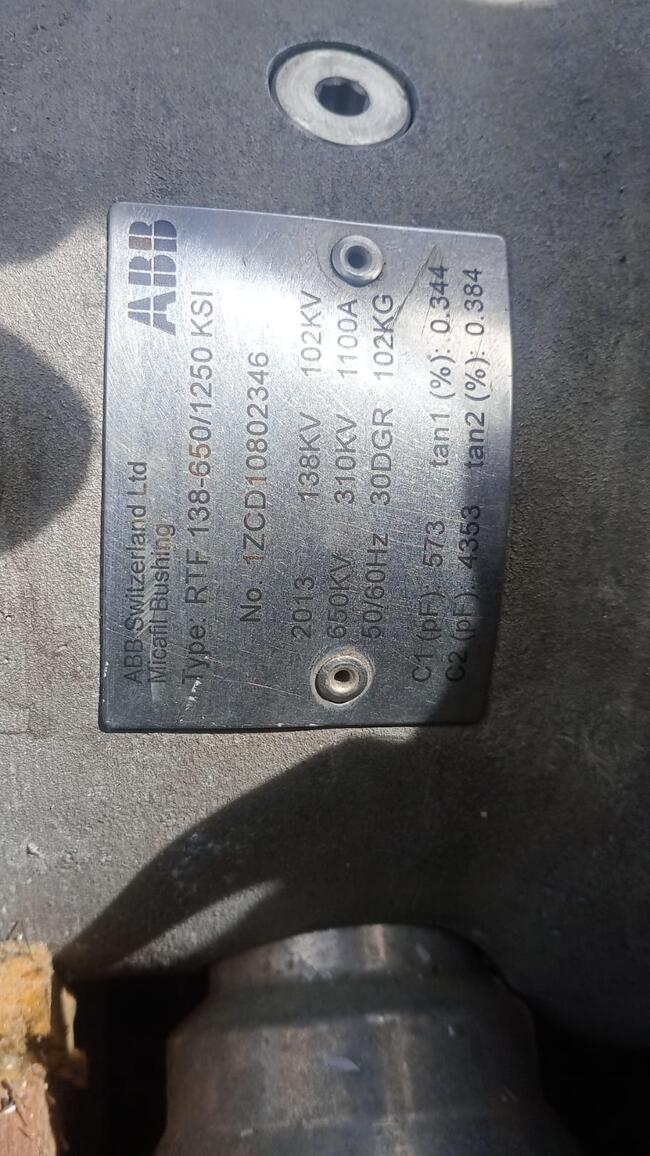 ABB
ABB Switzerland Ltd
Micafil Bushing
Type: RTF 138-650/1250 KSI
No. 1ZCD10802346
2013 138KV 102KV
650KV 310KV 1100A
50/60Hz 30DGR 102KG
C1 (pF): 573 tan1 (%): 0.344
C2 (pF): 4353 tan2 (%): 0.384